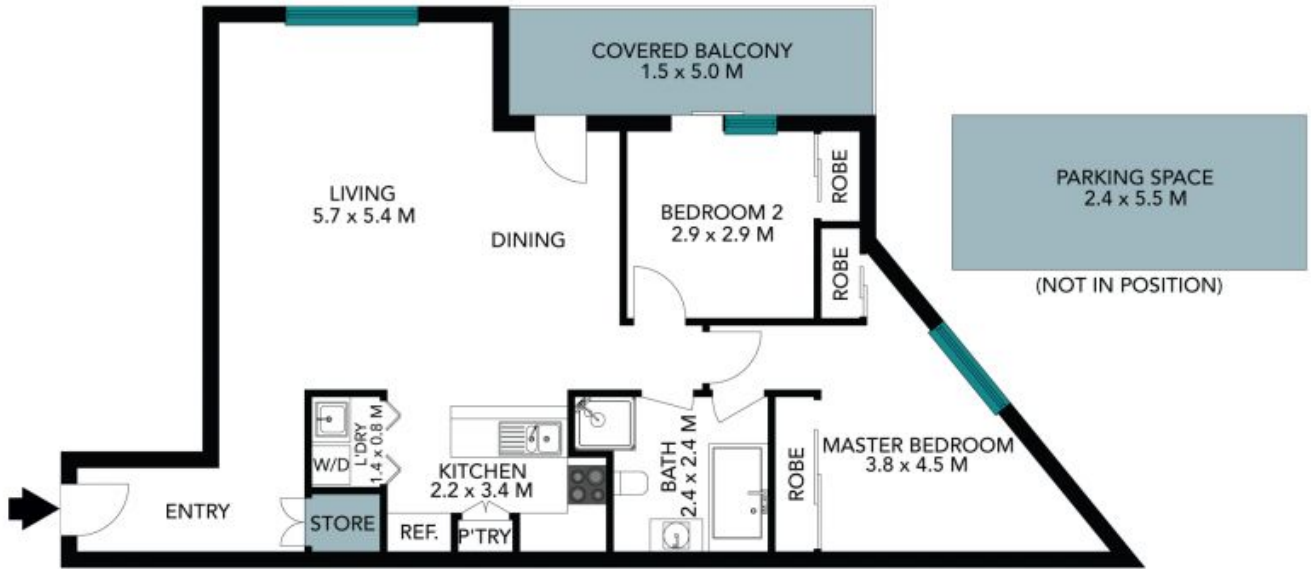 COVERED BALCONY
1.5 x 5.0 M
PARKING SPACE
2.4 x 5.5 M
(NOT IN POSITION)
LIVING
5.7 x 5.4 M
DINING
BEDROOM 2
2.9 x 2.9 M
ROBE
ROBE
L'DRY
1.4 x 0.8 M
W/D
KITCHEN
2.2 x 3.4 M
BATH
2.4 x 2.4 M
ROBE
MASTER BEDROOM
3.8 x 4.5 M
ENTRY
STORE
REF.
P'TRY